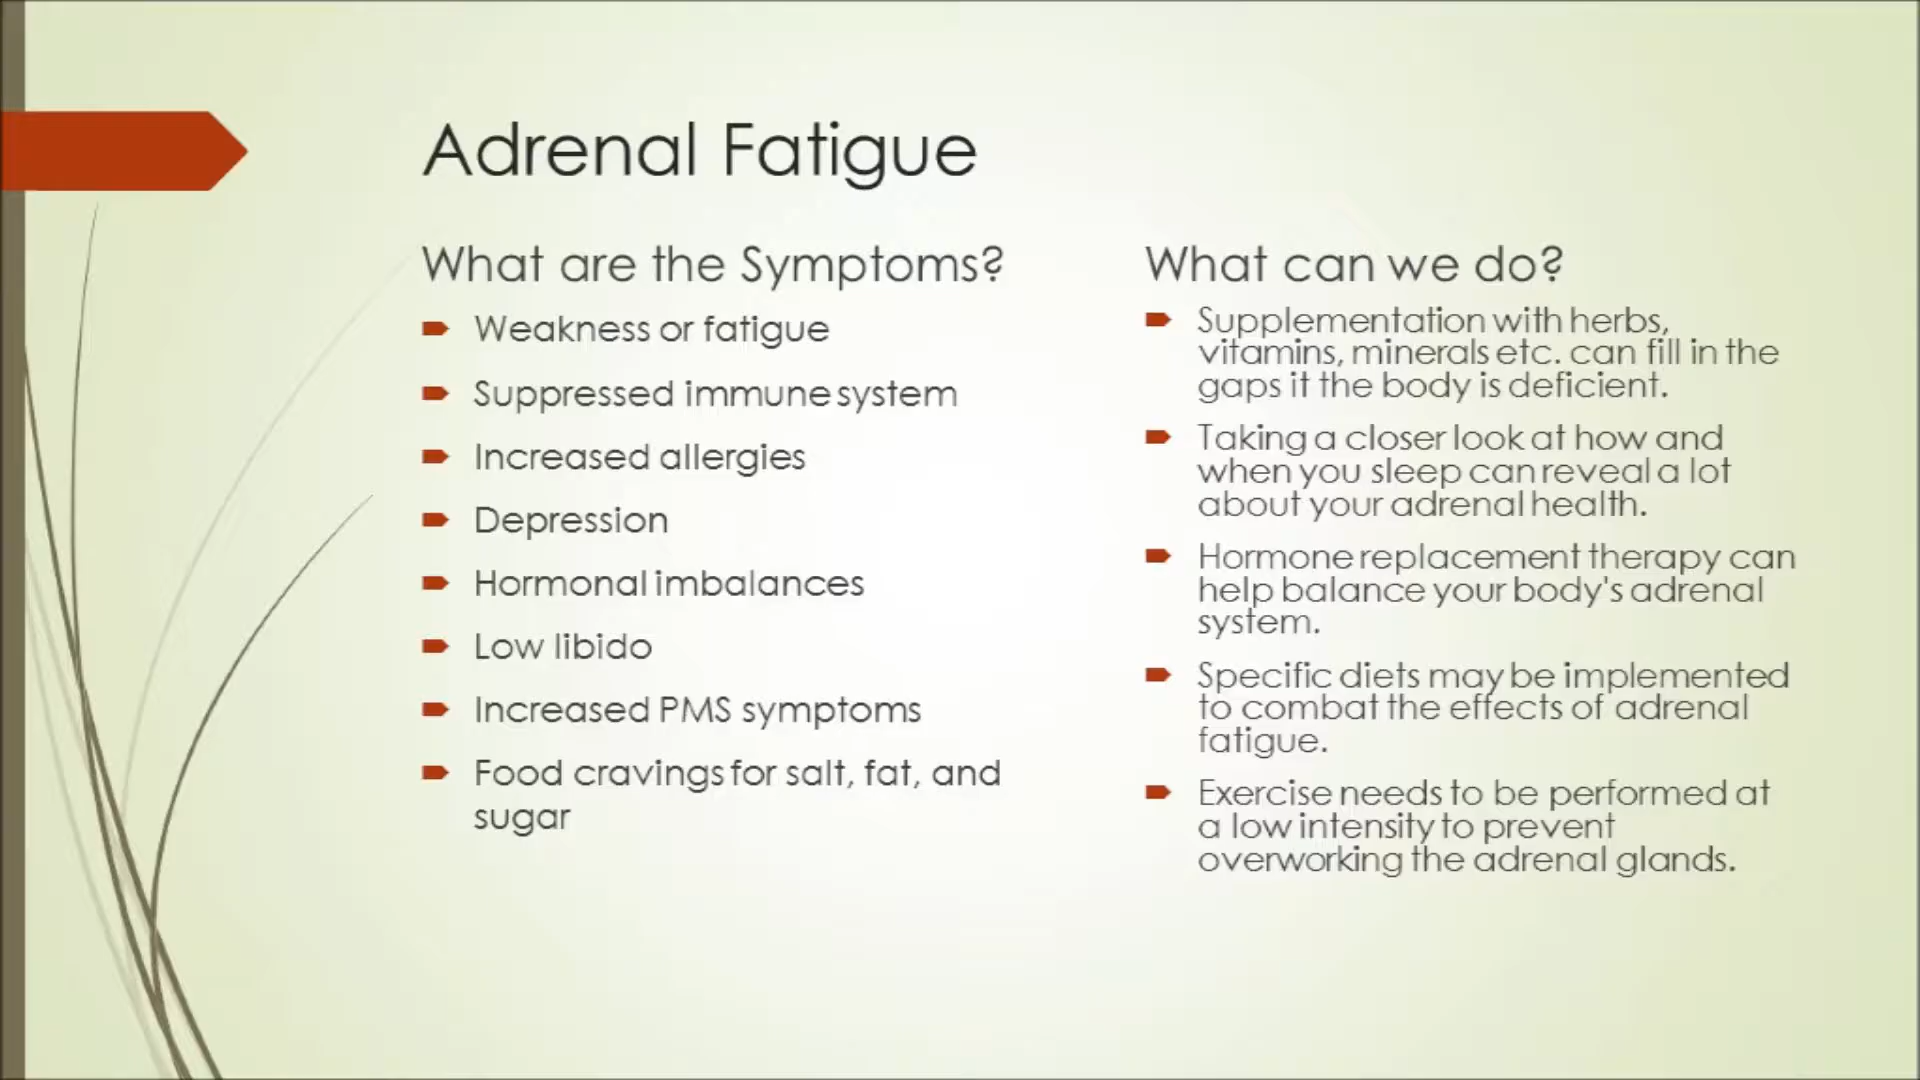 Adrenal Fatigue
What are the Symptoms?
Weakness or fatigue
Suppressed immune system
Increased allergies
Depression
Hormonal imbalances
Low libido
Increased PMS symptoms
Food cravings for salt, fat, and
sugar
What can we do?
Supplementation with herbs,
vitamins, minerals etc. can fill in the
gaps if the body is deficient.
Taking a closer look at how and
when you sleep can reveal a lot
about your adrenal health.
Hormone replacement therapy can
help balance your body's adrenal
system.
Specific diets may be implemented
to combat the effects of adrenal
fatigue.
Exercise needs to be performed at
a low intensity to prevent
overworking the adrenal glands.